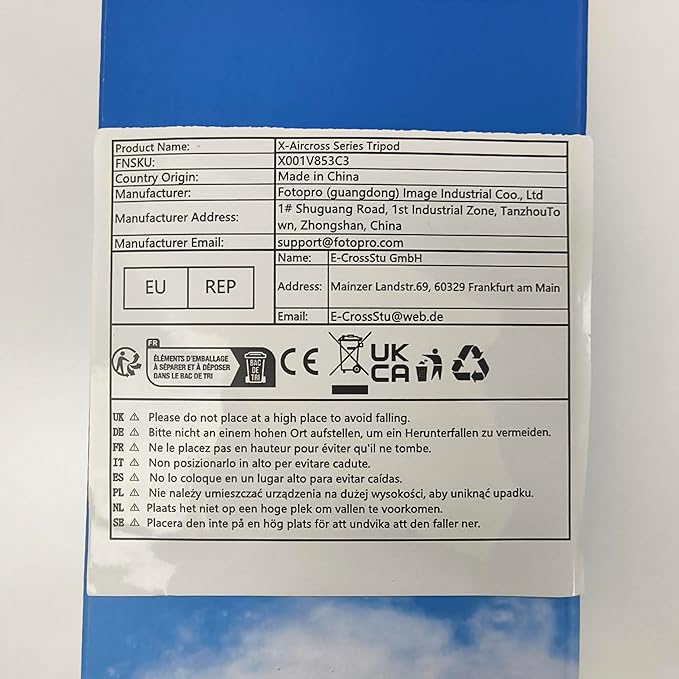 Product Name: X-Aircross Series Tripod
FNSKU: X001V853C3
Country Origin: Made in China
Manufacturer: Fotopro (guangdong) Image Industrial Co., Ltd
Manufacturer Address: 1# Shuguang Road, 1st Industrial Zone, TanzhouTo
wn, Zhongshan, China
Manufacturer Email: support@fotopro.com
EU REP
Name: E-CrossStu GmbH
Address: Mainzer Landstr.69, 60329 Frankfurt am Main
Email: E-CrossStu@web.de
FR
ÉLÉMENTS D'EMBALLAGE
À SÉPARER ET À DÉPOSER
DANS LE BAC DE TRI
BAC
DE
TRI
CE
UK
CA
UK ⚠ Please do not place at a high place to avoid falling.
DE ⚠ Bitte nicht an einem hohen Ort aufstellen, um ein Herunterfallen zu vermeiden.
FR ⚠ Ne le placez pas en hauteur pour éviter qu'il ne tombe.
IT ⚠ Non posizionarlo in alto per evitare cadute.
ES ⚠ No lo coloque en un lugar alto para evitar caídas.
PL ⚠ Nie należy umieszczać urządzenia na dużej wysokości, aby uniknąć upadku.
NL ⚠ Plaats het niet op een hoge plek om vallen te voorkomen.
SE ⚠ Placera den inte på en hög plats för att undvika att den faller ner.